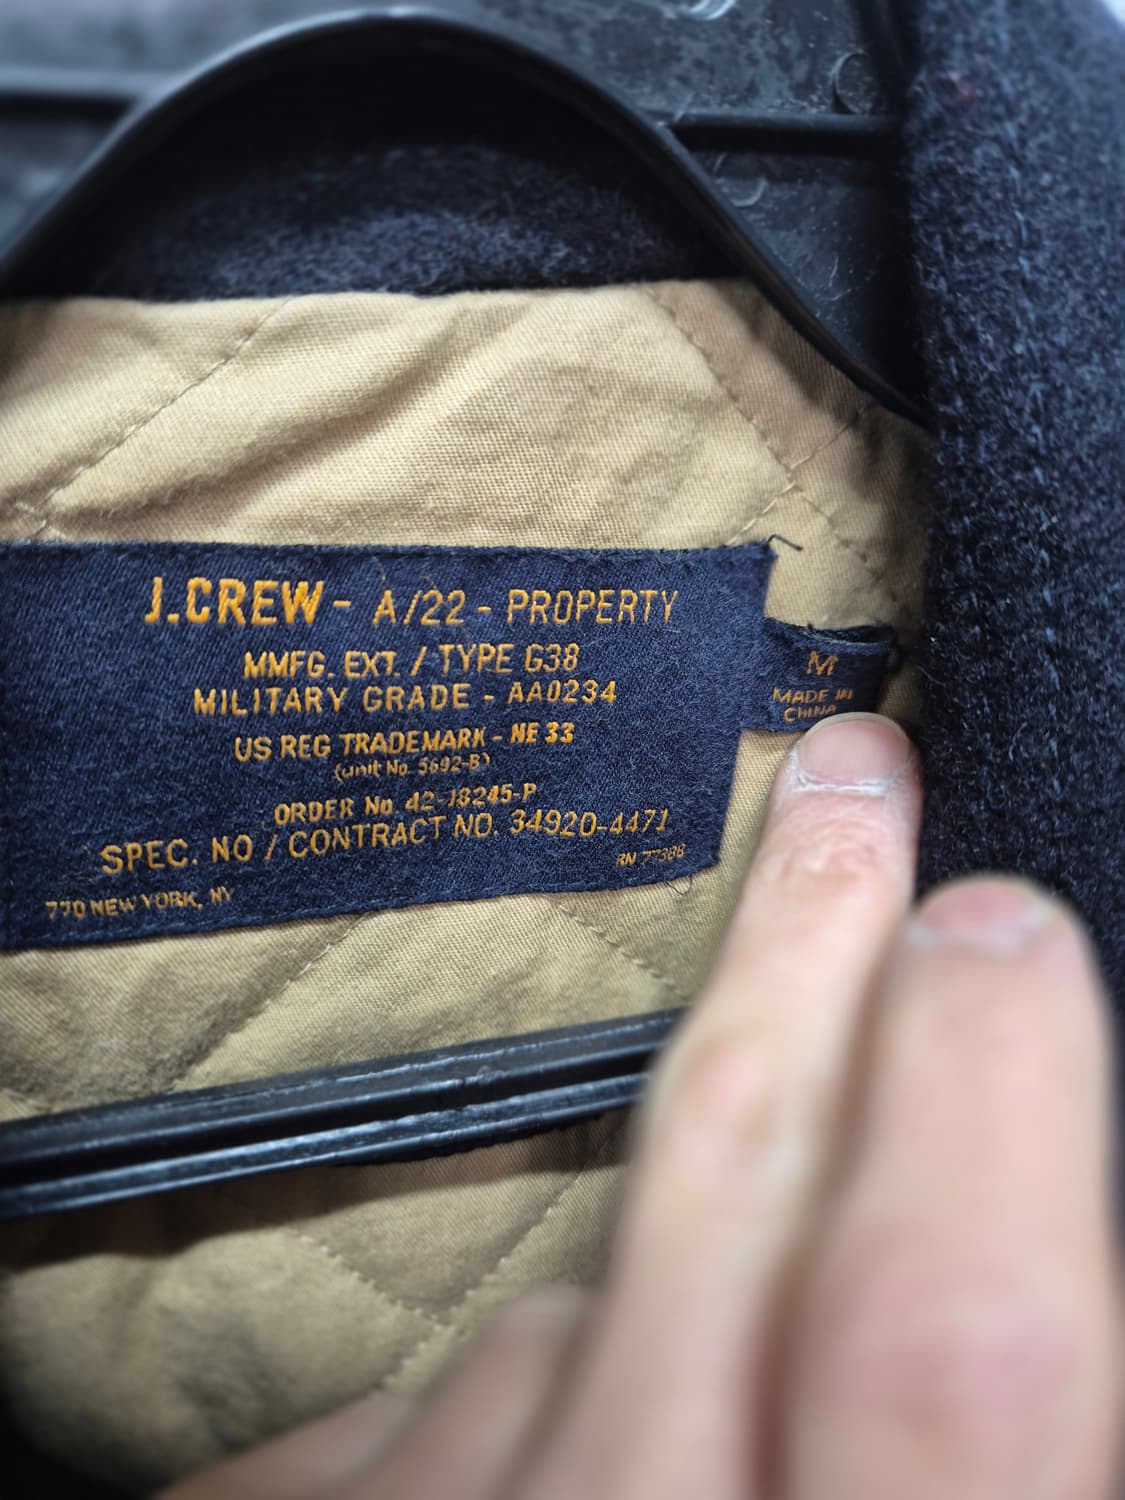 J.CREW - A/22 - PROPERTY
MMFG. EXT. / TYPE G38
MILITARY GRADE - AA0234
US REG TRADEMARK - NE 33
(unit No. 5692-B)
ORDER No. 42-18245-P
SPEC. NO / CONTRACT NO. 34920-4471
RN 77388
770 NEW YORK, NY
M
MADE IN
CHINA